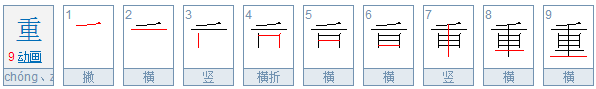 重
9 动画
chóng、z
1 2 3 4 5 6 7 8 9
撇 横 竖 横折 横 横 竖 横 横